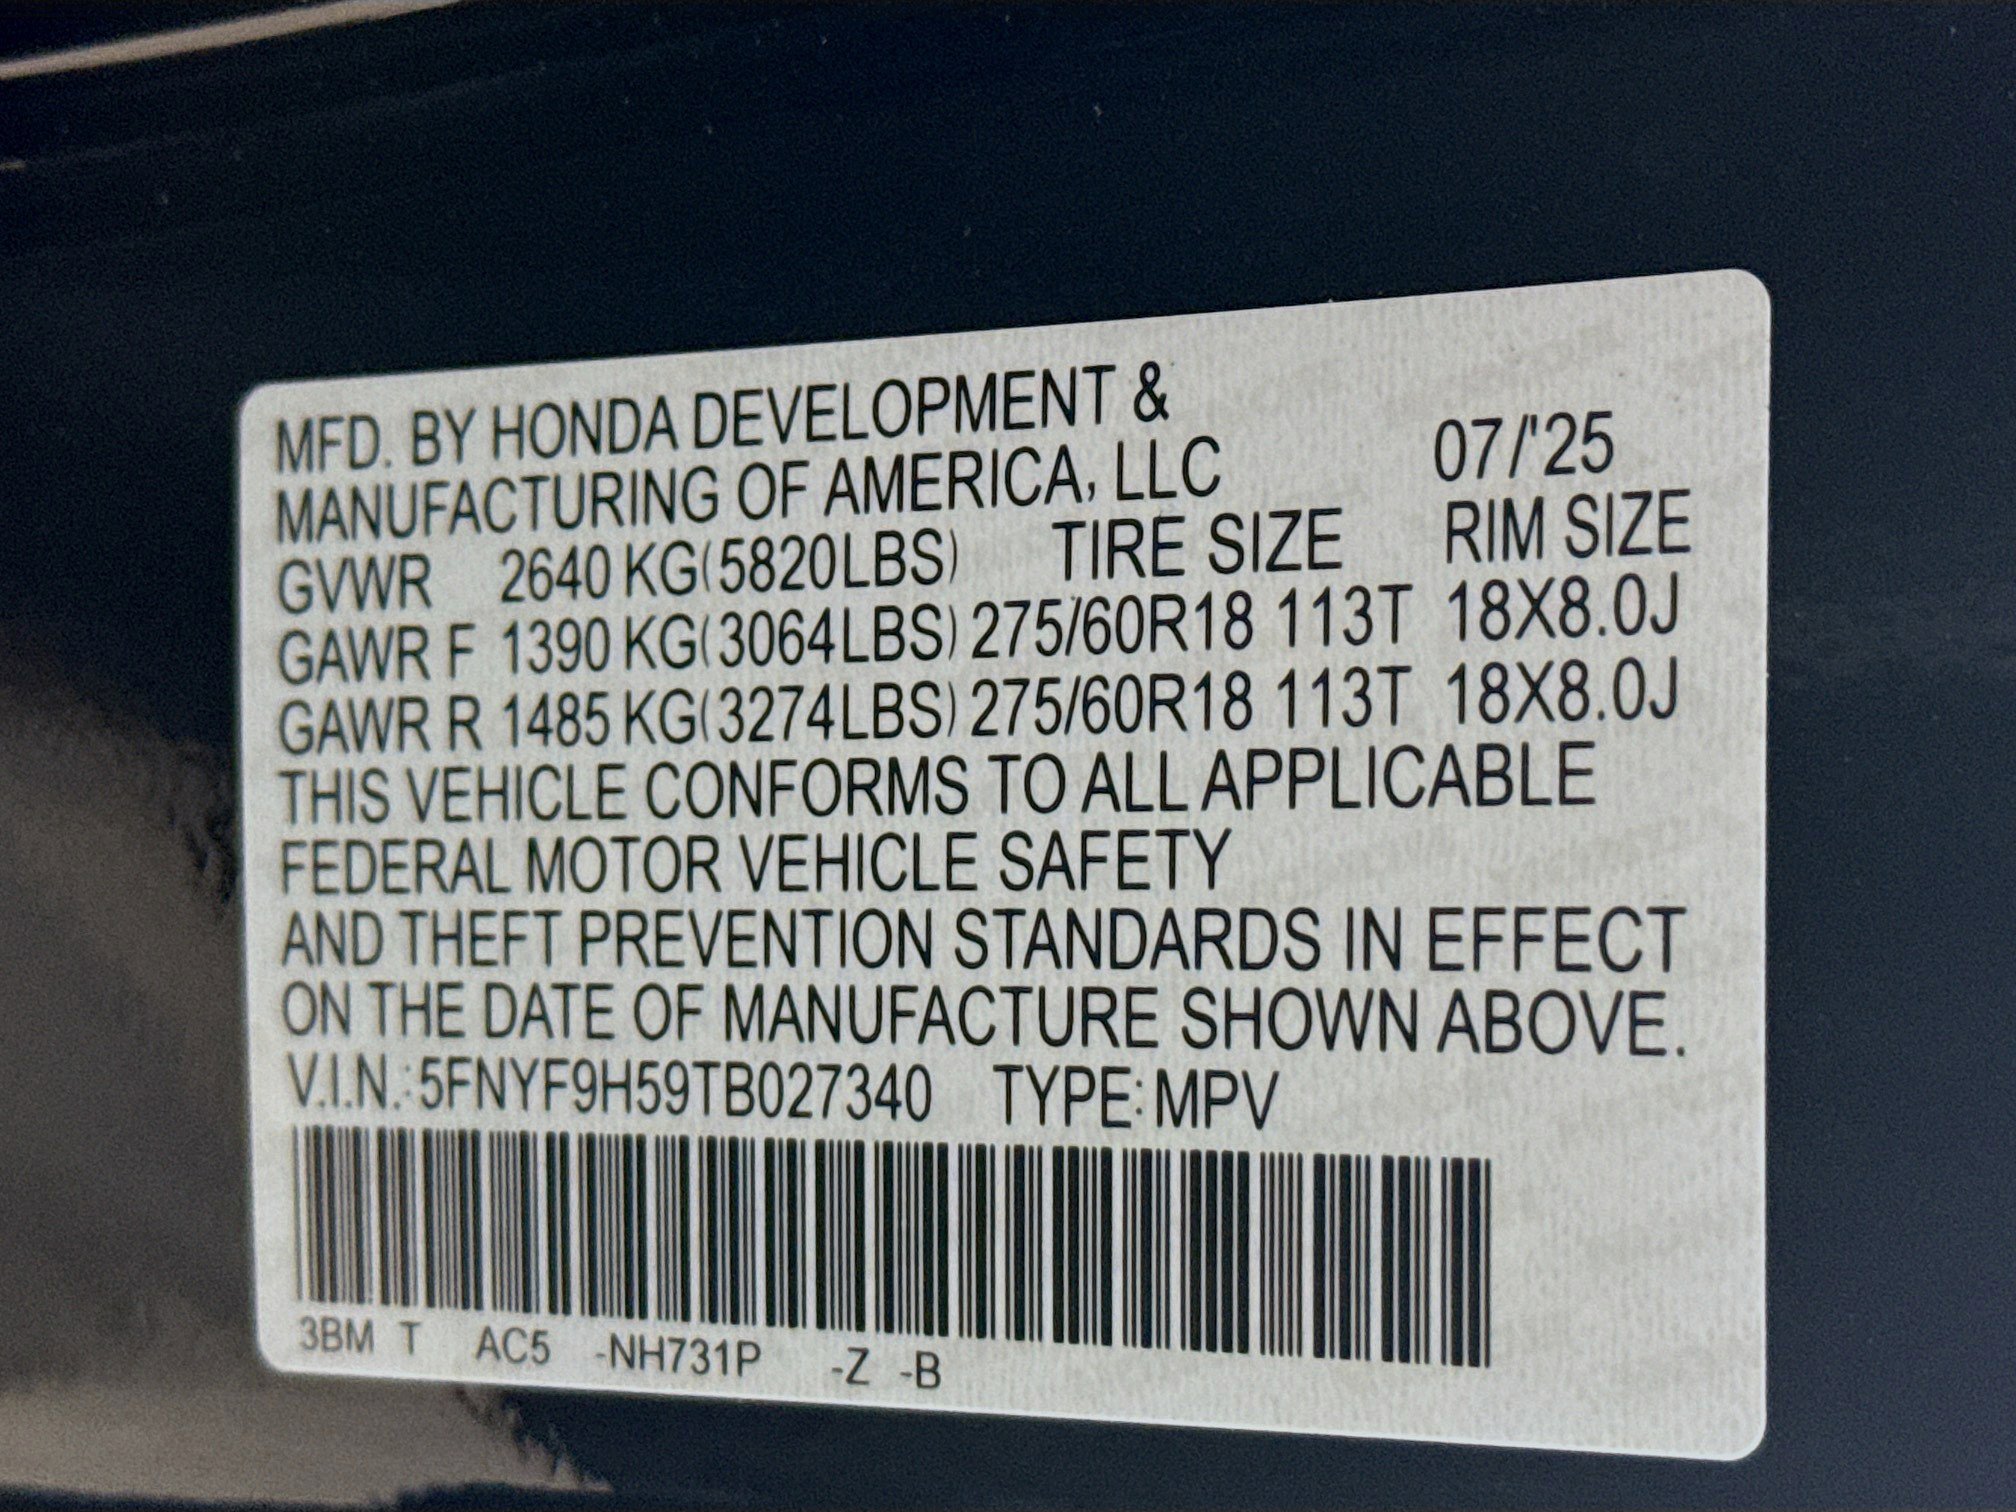 MFD. BY HONDA DEVELOPMENT &
MANUFACTURING OF AMERICA, LLC 07/'25
GVWR 2640 KG(5820LBS) TIRE SIZE RIM SIZE
GAWR F 1390 KG(3064LBS) 275/60R18 113T 18X8.0J
GAWR R 1485 KG(3274LBS) 275/60R18 113T 18X8.0J
THIS VEHICLE CONFORMS TO ALL APPLICABLE
FEDERAL MOTOR VEHICLE SAFETY
AND THEFT PREVENTION STANDARDS IN EFFECT
ON THE DATE OF MANUFACTURE SHOWN ABOVE.
V.I.N.: 5FNYF9H59TB027340 TYPE: MPV
3BM T AC5 -NH731P -Z -B